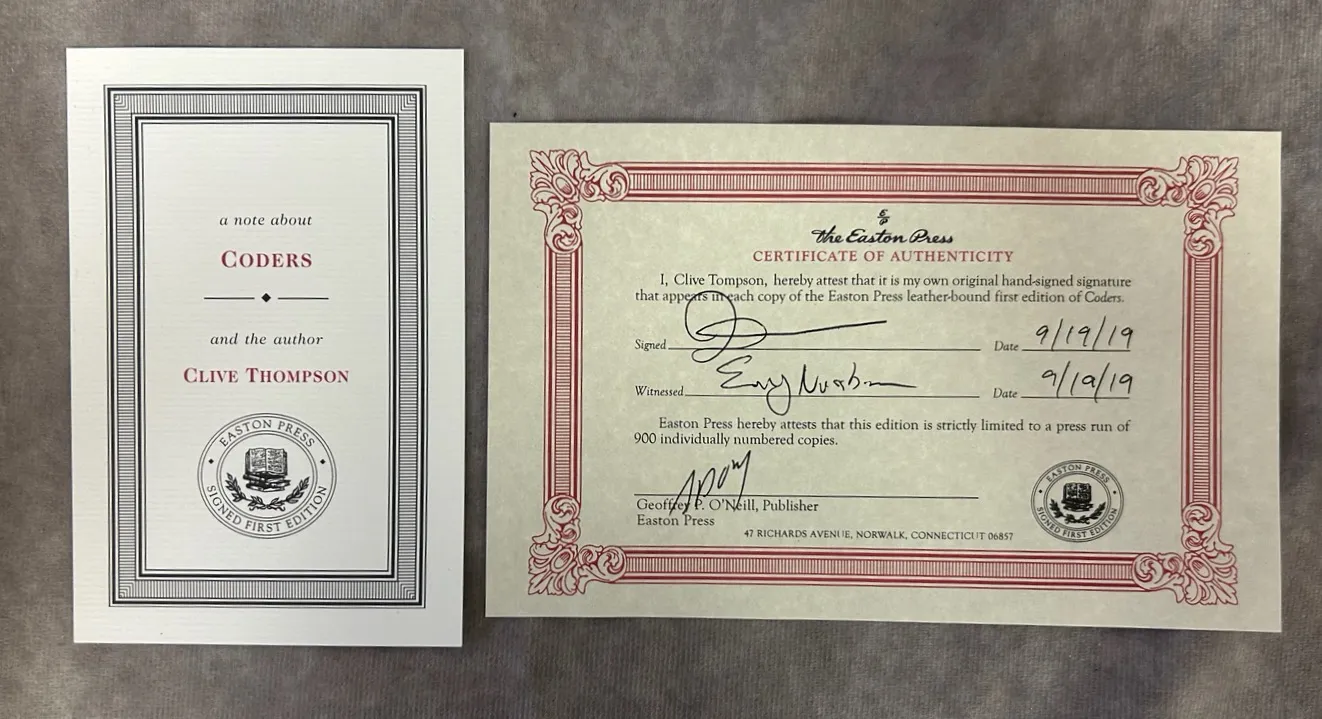 a note about
CODERS
and the author
CLIVE THOMPSON
EASTON PRESS
SIGNED FIRST EDITION
E/P
the Easton Press
CERTIFICATE OF AUTHENTICITY
I, Clive Tompson, hereby attest that it is my own original hand-signed signature
that appears in each copy of the Easton Press leather-bound first edition of Coders.
Signed Date 9/19/19
Witnessed Date 9/19/19
Easton Press hereby attests that this edition is strictly limited to a press run of
900 individually numbered copies.
Geoffrey P. O'Neill, Publisher
Easton Press
47 RICHARDS AVENUE, NORWALK, CONNECTICUT 06857
EASTON PRESS
SIGNED FIRST EDITION